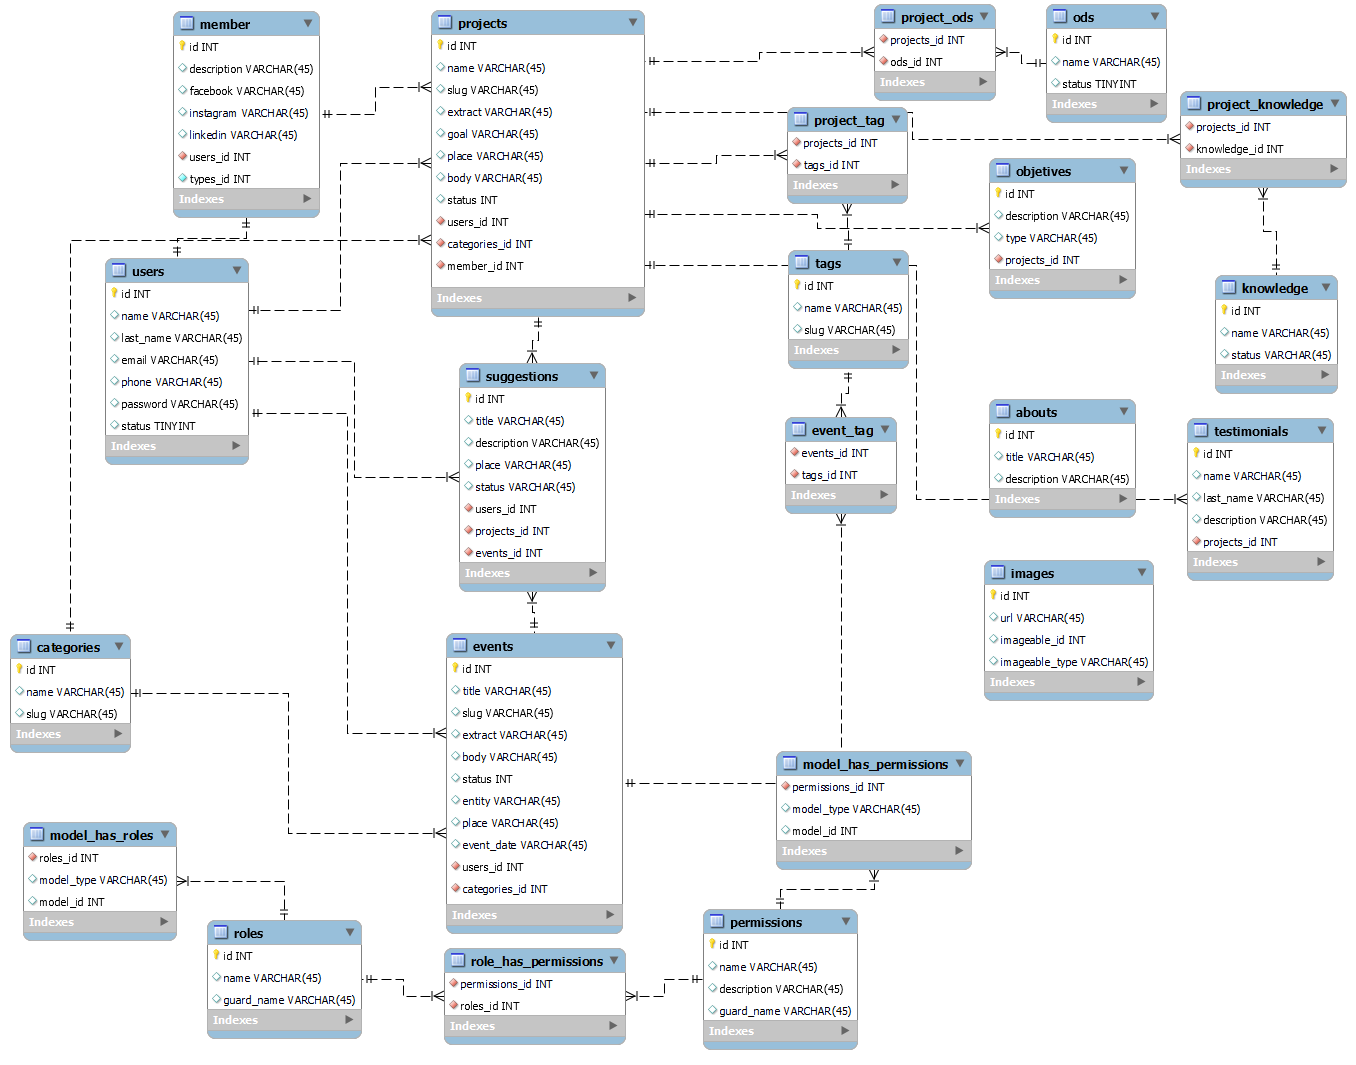 member
id INT
description VARCHAR(45)
facebook VARCHAR(45)
instagram VARCHAR(45)
linkedin VARCHAR(45)
users_id INT
types_id INT
Indexes
projects
id INT
name VARCHAR(45)
slug VARCHAR(45)
extract VARCHAR(45)
goal VARCHAR(45)
place VARCHAR(45)
body VARCHAR(45)
status INT
users_id INT
categories_id INT
member_id INT
Indexes
project_ods
projects_id INT
ods_id INT
Indexes
ods
id INT
name VARCHAR(45)
status TINYINT
Indexes
project_knowledge
projects_id INT
knowledge_id INT
Indexes
project_tag
projects_id INT
tags_id INT
Indexes
objetives
id INT
description VARCHAR(45)
type VARCHAR(45)
projects_id INT
Indexes
users
id INT
name VARCHAR(45)
last_name VARCHAR(45)
email VARCHAR(45)
phone VARCHAR(45)
password VARCHAR(45)
status TINYINT
Indexes
tags
id INT
name VARCHAR(45)
slug VARCHAR(45)
Indexes
knowledge
id INT
name VARCHAR(45)
status VARCHAR(45)
Indexes
suggestions
id INT
title VARCHAR(45)
description VARCHAR(45)
place VARCHAR(45)
status VARCHAR(45)
users_id INT
projects_id INT
events_id INT
Indexes
event_tag
events_id INT
tags_id INT
Indexes
abouts
id INT
title VARCHAR(45)
description VARCHAR(45)
Indexes
testimonials
id INT
name VARCHAR(45)
last_name VARCHAR(45)
description VARCHAR(45)
projects_id INT
Indexes
images
id INT
url VARCHAR(45)
imageable_id INT
imageable_type VARCHAR(45)
Indexes
categories
id INT
name VARCHAR(45)
slug VARCHAR(45)
Indexes
events
id INT
title VARCHAR(45)
slug VARCHAR(45)
extract VARCHAR(45)
body VARCHAR(45)
status INT
entity VARCHAR(45)
place VARCHAR(45)
event_date VARCHAR(45)
users_id INT
categories_id INT
Indexes
model_has_permissions
permissions_id INT
model_type VARCHAR(45)
model_id INT
Indexes
model_has_roles
roles_id INT
model_type VARCHAR(45)
model_id INT
Indexes
roles
id INT
name VARCHAR(45)
guard_name VARCHAR(45)
Indexes
role_has_permissions
permissions_id INT
roles_id INT
Indexes
permissions
id INT
name VARCHAR(45)
description VARCHAR(45)
guard_name VARCHAR(45)
Indexes